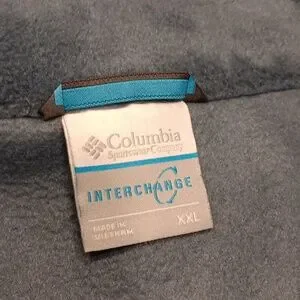 Columbia
Sportswear Company
INTERCHANGE
MADE IN
VIETNAM
XXL